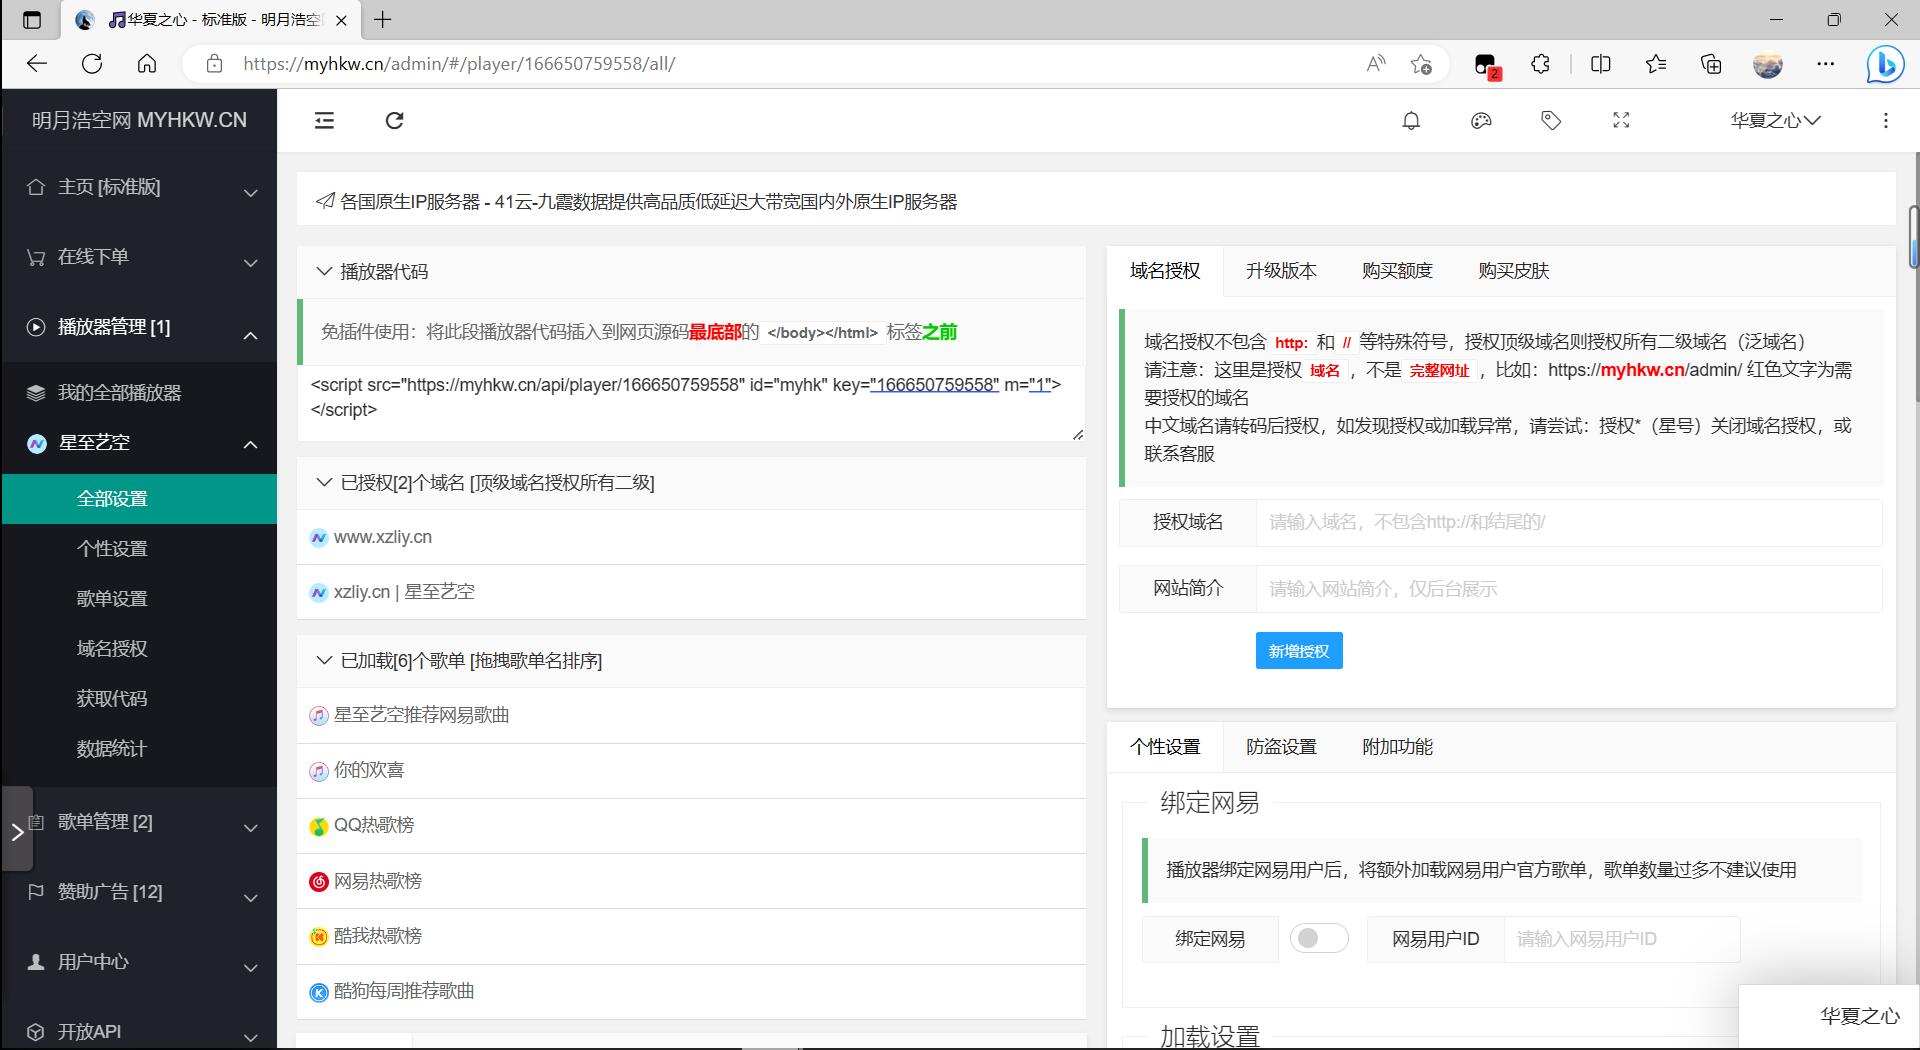 华夏之心 - 标准版 - 明月浩空
https://myhkw.cn/admin/#/player/166650759558/all/
2
明月浩空网 MYHKW.CN
华夏之心
主页 [标准版]
在线下单
播放器管理 [1]
我的全部播放器
星至艺空
全部设置
个性设置
歌单设置
域名授权
获取代码
数据统计
歌单管理 [2]
赞助广告 [12]
用户中心
开放API
各国原生IP服务器 - 41云-九霞数据提供高品质低延迟大带宽国内外原生IP服务器
播放器代码
免插件使用：将此段播放器代码插入到网页源码最底部的 </body></html> 标签之前
<script src="https://myhkw.cn/api/player/166650759558" id="myhk" key="166650759558" m="1">
</script>
已授权[2]个域名 [顶级域名授权所有二级]
www.xzliy.cn
xzliy.cn | 星至艺空
已加载[6]个歌单 [拖拽歌单名排序]
星至艺空推荐网易歌曲
你的欢喜
QQ热歌榜
网易热歌榜
酷我热歌榜
酷狗每周推荐歌曲
域名授权 升级版本 购买额度 购买皮肤
域名授权不包含 http: 和 // 等特殊符号，授权顶级域名则授权所有二级域名（泛域名）
请注意：这里是授权 域名 ，不是 完整网址 ，比如：https://myhkw.cn/admin/ 红色文字为需
要授权的域名
中文域名请转码后授权，如发现授权或加载异常，请尝试：授权*（星号）关闭域名授权，或
联系客服
授权域名 请输入域名，不包含http://和结尾的/
网站简介 请输入网站简介，仅后台展示
新增授权
个性设置 防盗设置 附加功能
绑定网易
播放器绑定网易用户后，将额外加载网易用户官方歌单，歌单数量过多不建议使用
绑定网易 网易用户ID 请输入网易用户ID
华夏之心
加载设置